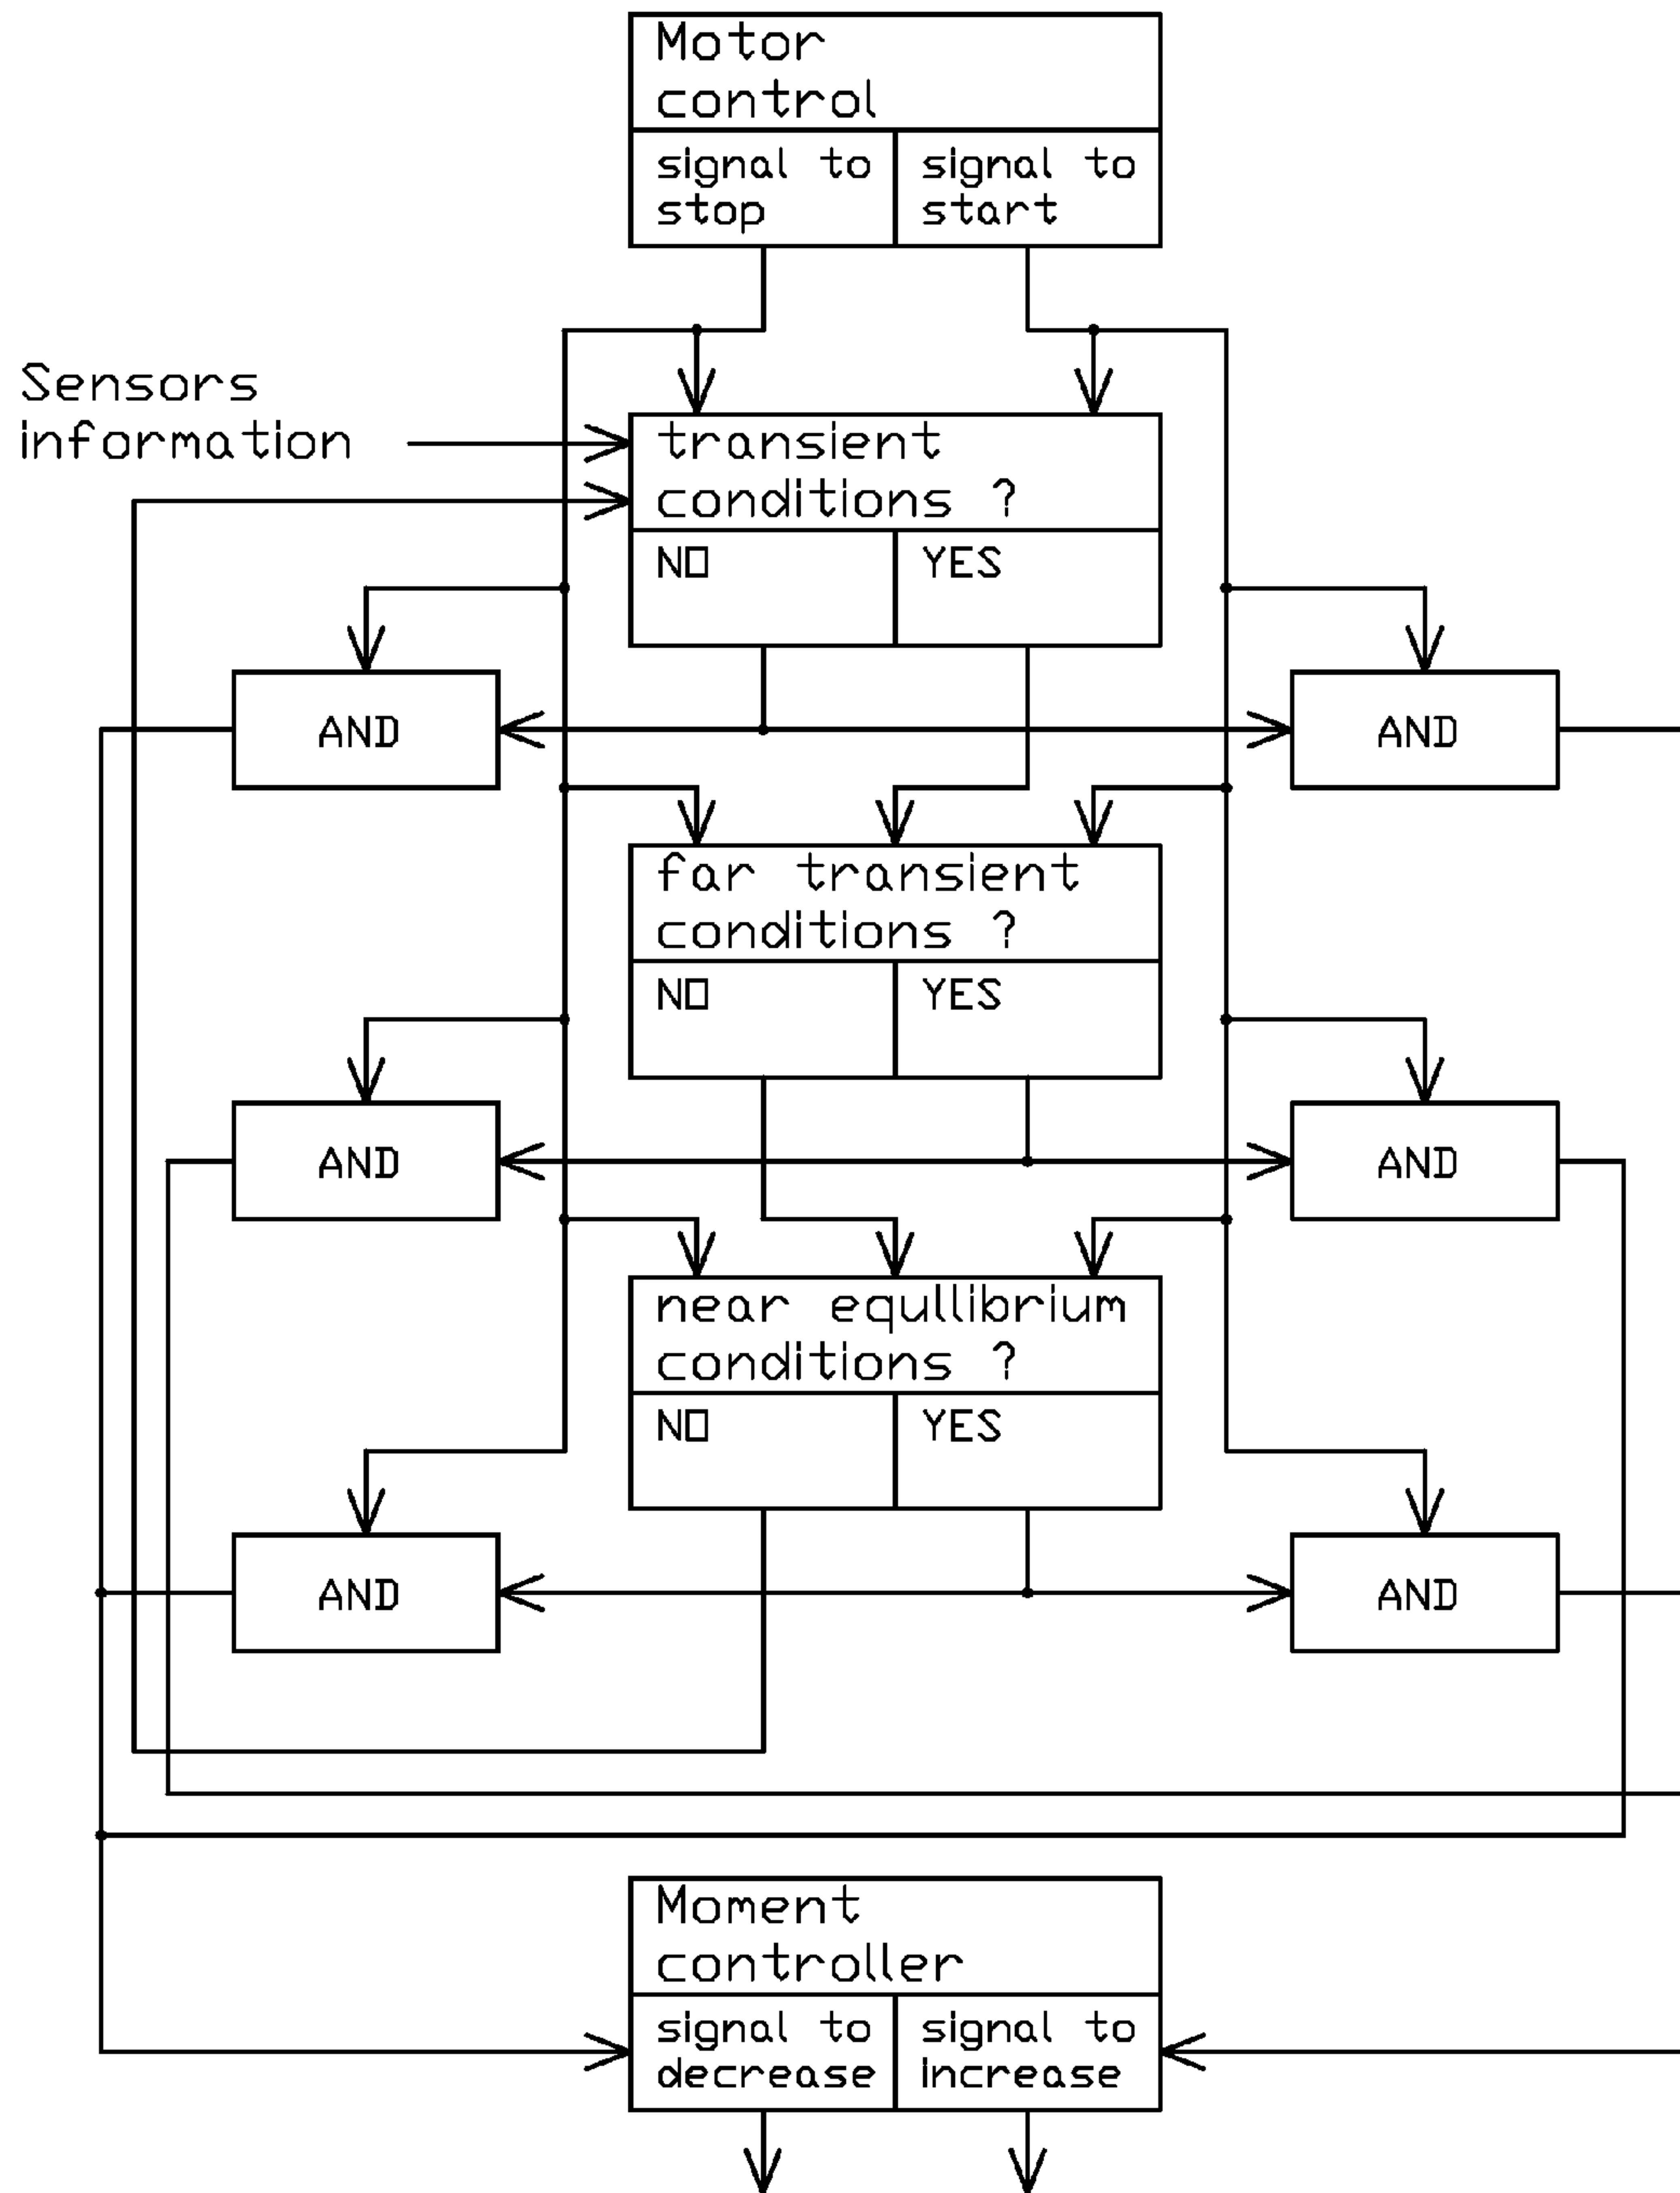 Motor
control
signal to
stop
signal to
start
Sensors
information
transient
conditions ?
NO
YES
AND
AND
far transient
conditions ?
NO
YES
AND
AND
near equllibrium
conditions ?
NO
YES
AND
AND
Moment
controller
signal to
decrease
signal to
increase